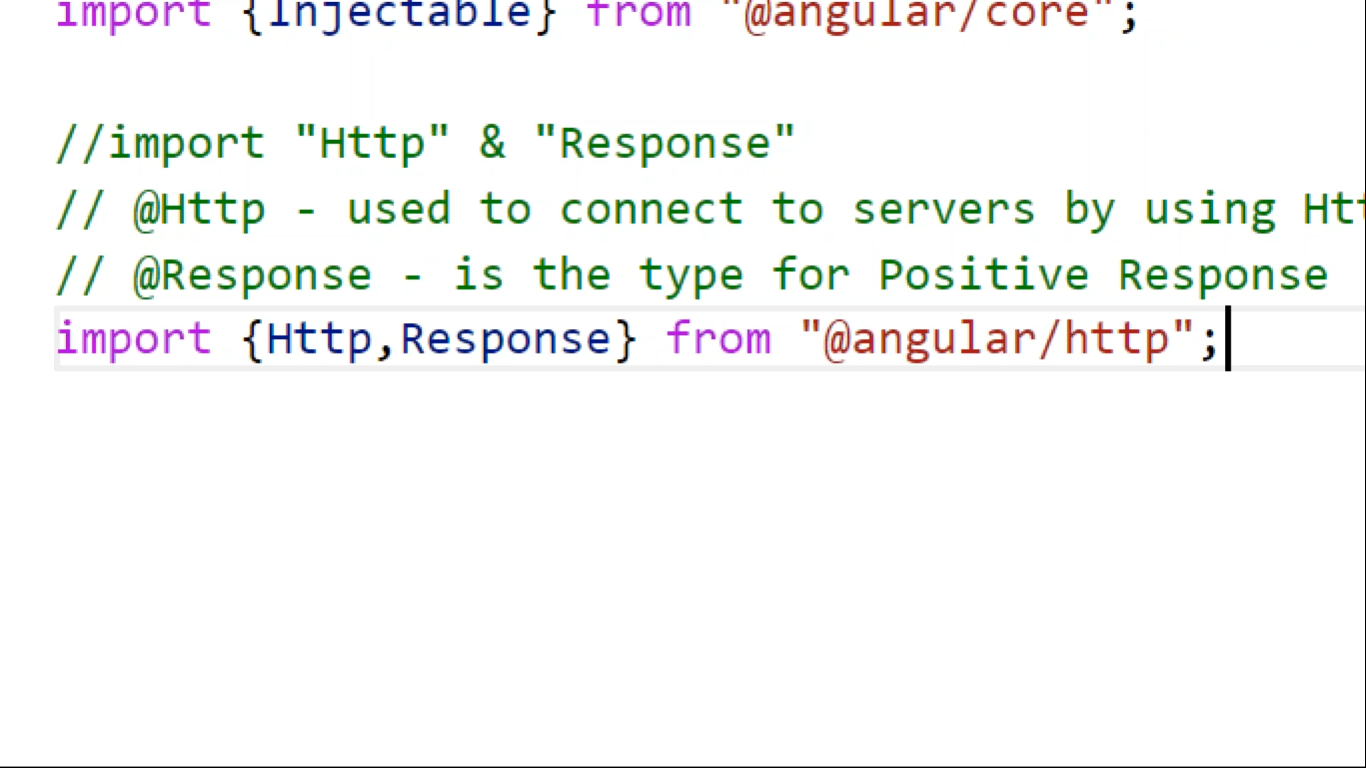 import {Injectable} from "@angular/core";
//import "Http" & "Response"
// @Http - used to connect to servers by using
// @Response - is the type for Positive Response
import {Http,Response} from "@angular/http";